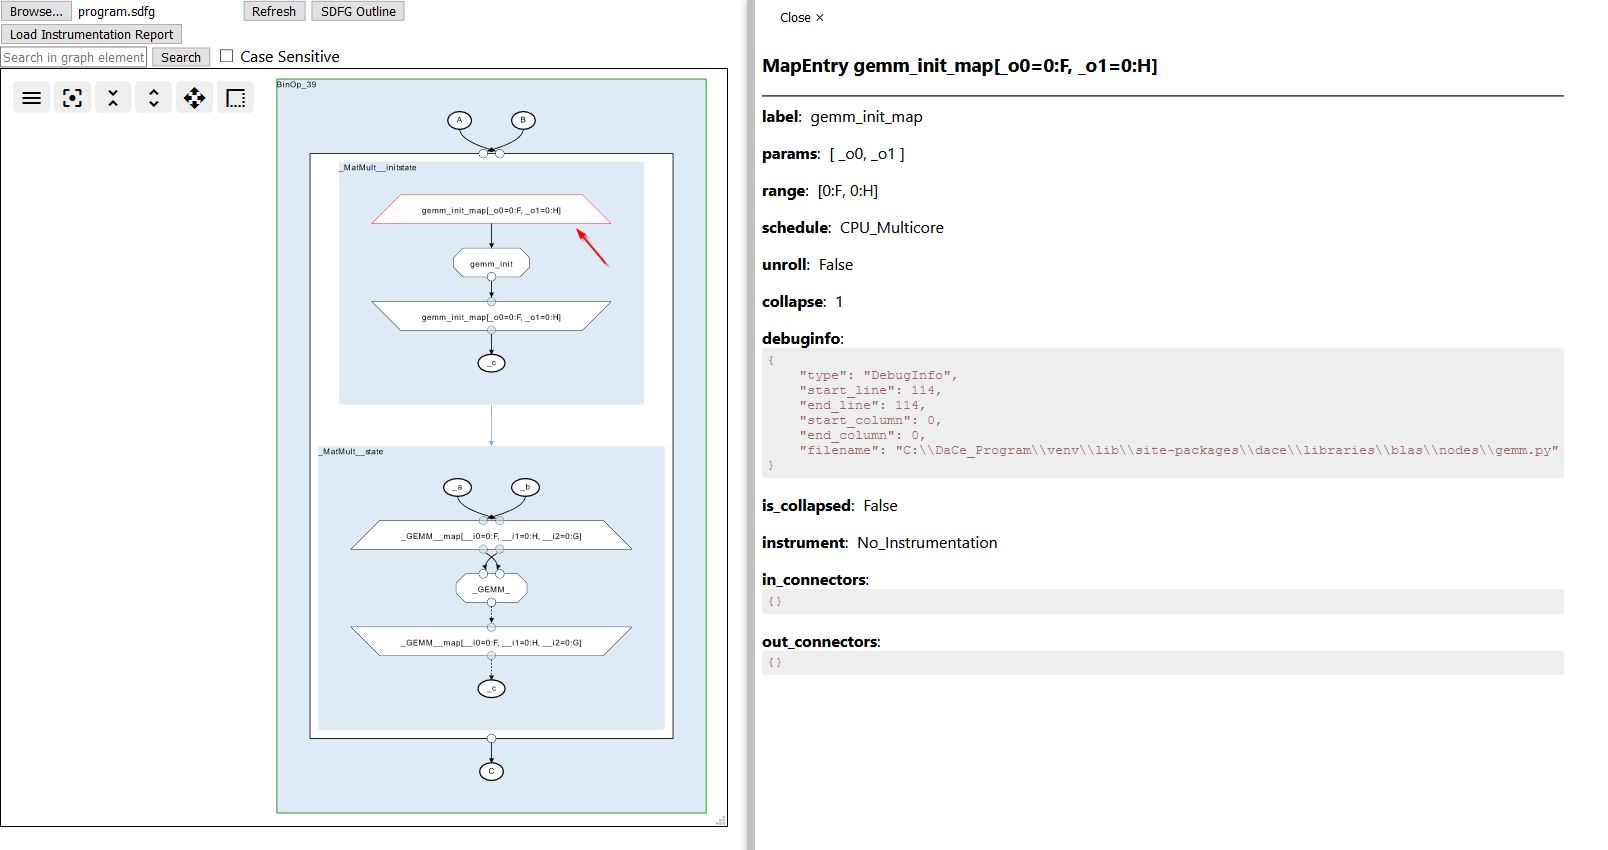 Browse... program.sdfg Refresh SDFG Outline
Load Instrumentation Report
Search in graph element Search Case Sensitive
BinOp_39
A B
_MatMult__initstate
gemm_init_map[_o0=0:F, _o1=0:H]
gemm_init
gemm_init_map[_o0=0:F, _o1=0:H]
_c
_MatMult__state
_a _b
_GEMM__map[__i0=0:F, __i1=0:H, __i2=0:G]
_GEMM_
_GEMM__map[__i0=0:F, __i1=0:H, __i2=0:G]
_c
C
Close ×
MapEntry gemm_init_map[_o0=0:F, _o1=0:H]
label: gemm_init_map
params: [ _o0, _o1 ]
range: [0:F, 0:H]
schedule: CPU_Multicore
unroll: False
collapse: 1
debuginfo:
{
"type": "DebugInfo",
"start_line": 114,
"end_line": 114,
"start_column": 0,
"end_column": 0,
"filename": "C:\\DaCe_Program\\venv\\lib\\site-packages\\dace\\libraries\\blas\\nodes\\gemm.py"
}
is_collapsed: False
instrument: No_Instrumentation
in_connectors:
{}
out_connectors:
{}